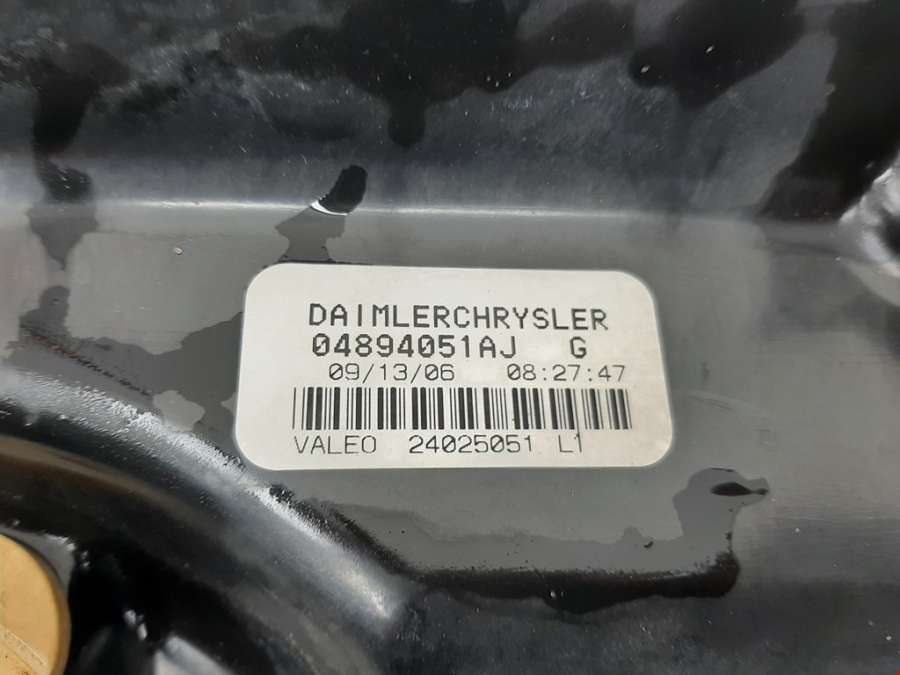 DAIMLERCHRYSLER
04894051AJ G
09/13/06 08:27:47
VALEO 24025051 L1